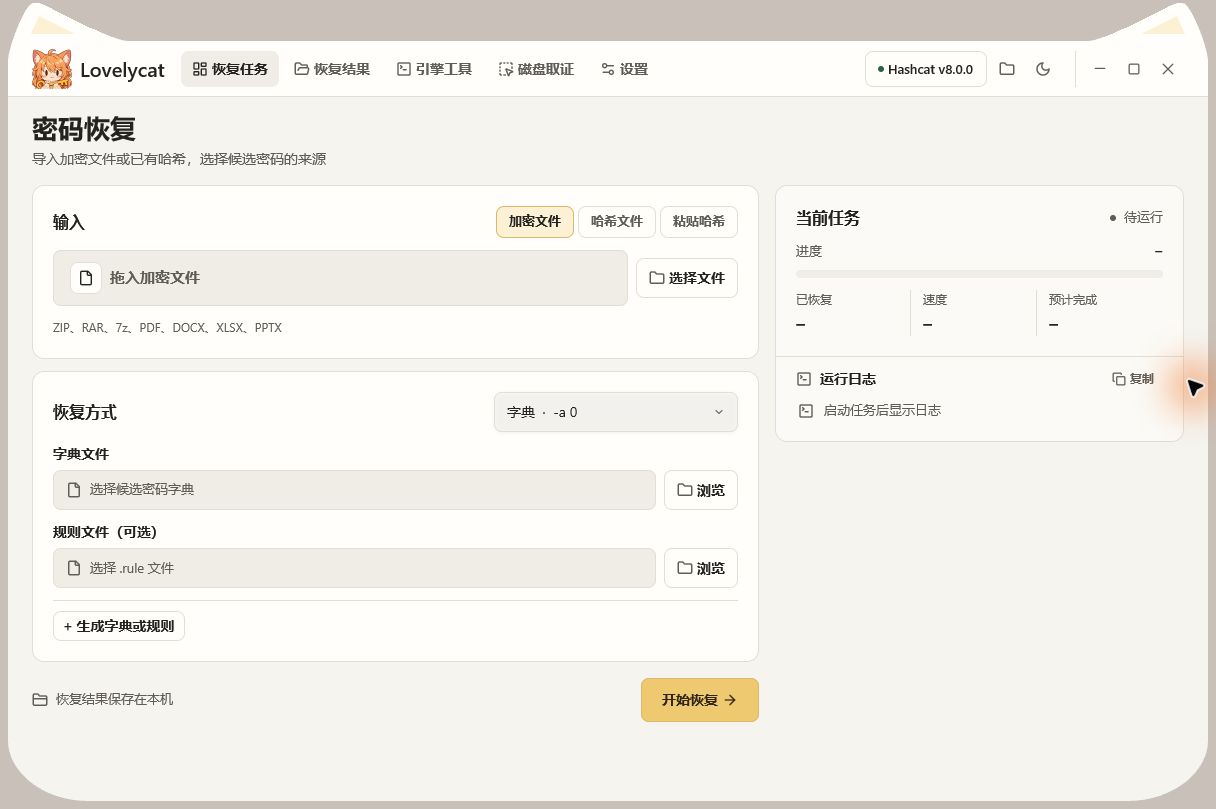 Lovelycat 恢复任务 恢复结果 引擎工具 磁盘取证 设置 Hashcat v8.0.0
密码恢复
导入加密文件或已有哈希，选择候选密码的来源
输入 加密文件 哈希文件 粘贴哈希
拖入加密文件 选择文件
ZIP、RAR、7z、PDF、DOCX、XLSX、PPTX
恢复方式 字典 · -a 0
字典文件
选择候选密码字典 浏览
规则文件（可选）
选择 .rule 文件 浏览
+ 生成字典或规则
恢复结果保存在本机 开始恢复 →
当前任务 待运行
进度 –
已恢复 速度 预计完成
– – –
运行日志 复制
启动任务后显示日志